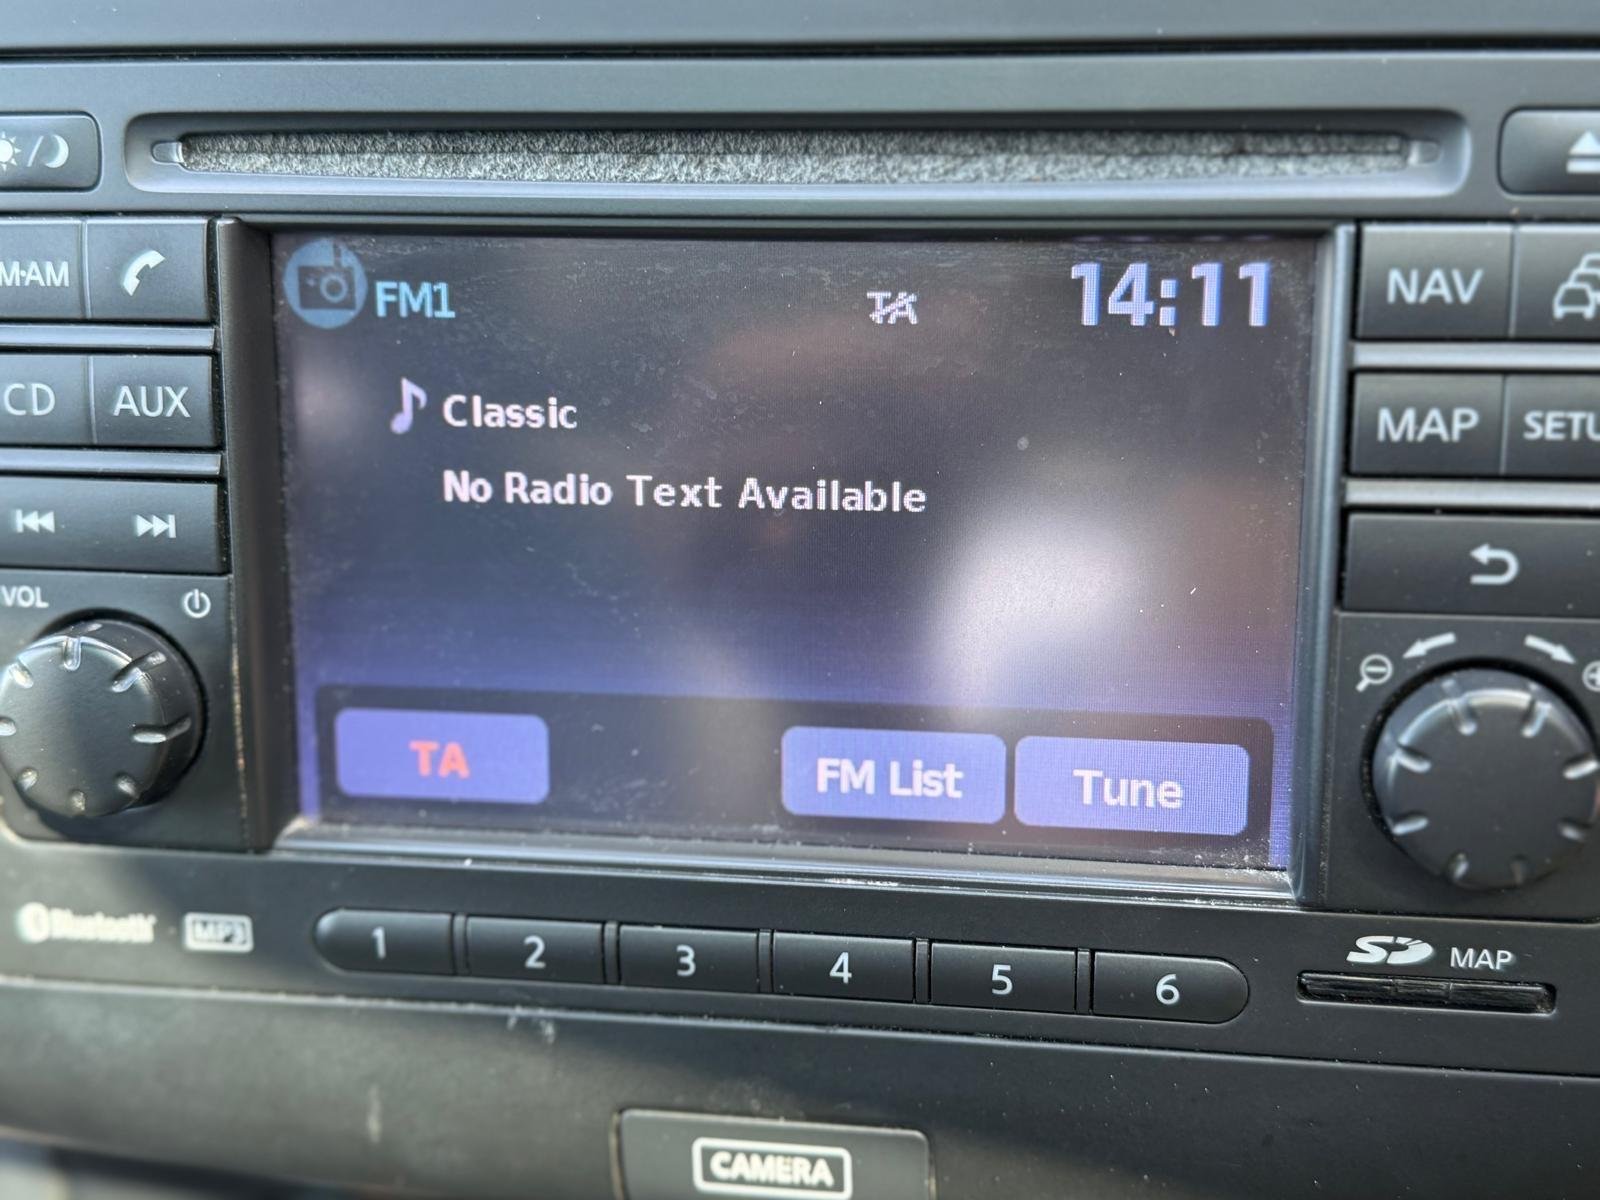 M·AM
CD
AUX
VOL
FM1
TA
14:11
Classic
No Radio Text Available
TA
FM List
Tune
NAV
MAP
SETU
Bluetooth
MP3
1
2
3
4
5
6
SD
MAP
CAMERA